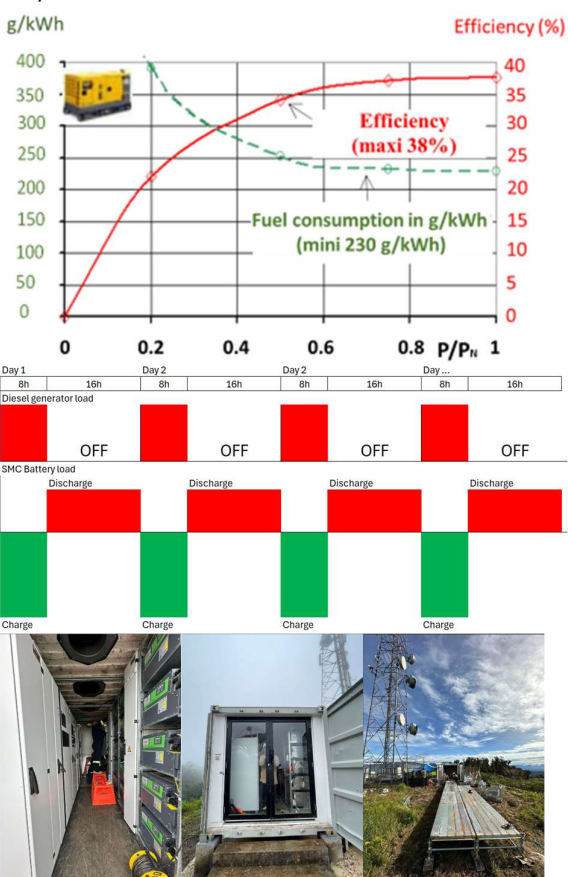 g/kWh
Efficiency (%)
400
40
350
35
300
30
Efficiency
(maxi 38%)
250
25
200
20
Fuel consumption in g/kWh
(mini 230 g/kWh)
150
15
100
10
50
5
0
0
0 0.2 0.4 0.6 0.8 P/PN 1
Day 1 Day 2 Day 2 Day ...
8h 16h 8h 16h 8h 16h 8h 16h
Diesel generator load
OFF OFF OFF OFF
SMC Battery load
Discharge Discharge Discharge Discharge
Charge Charge Charge Charge